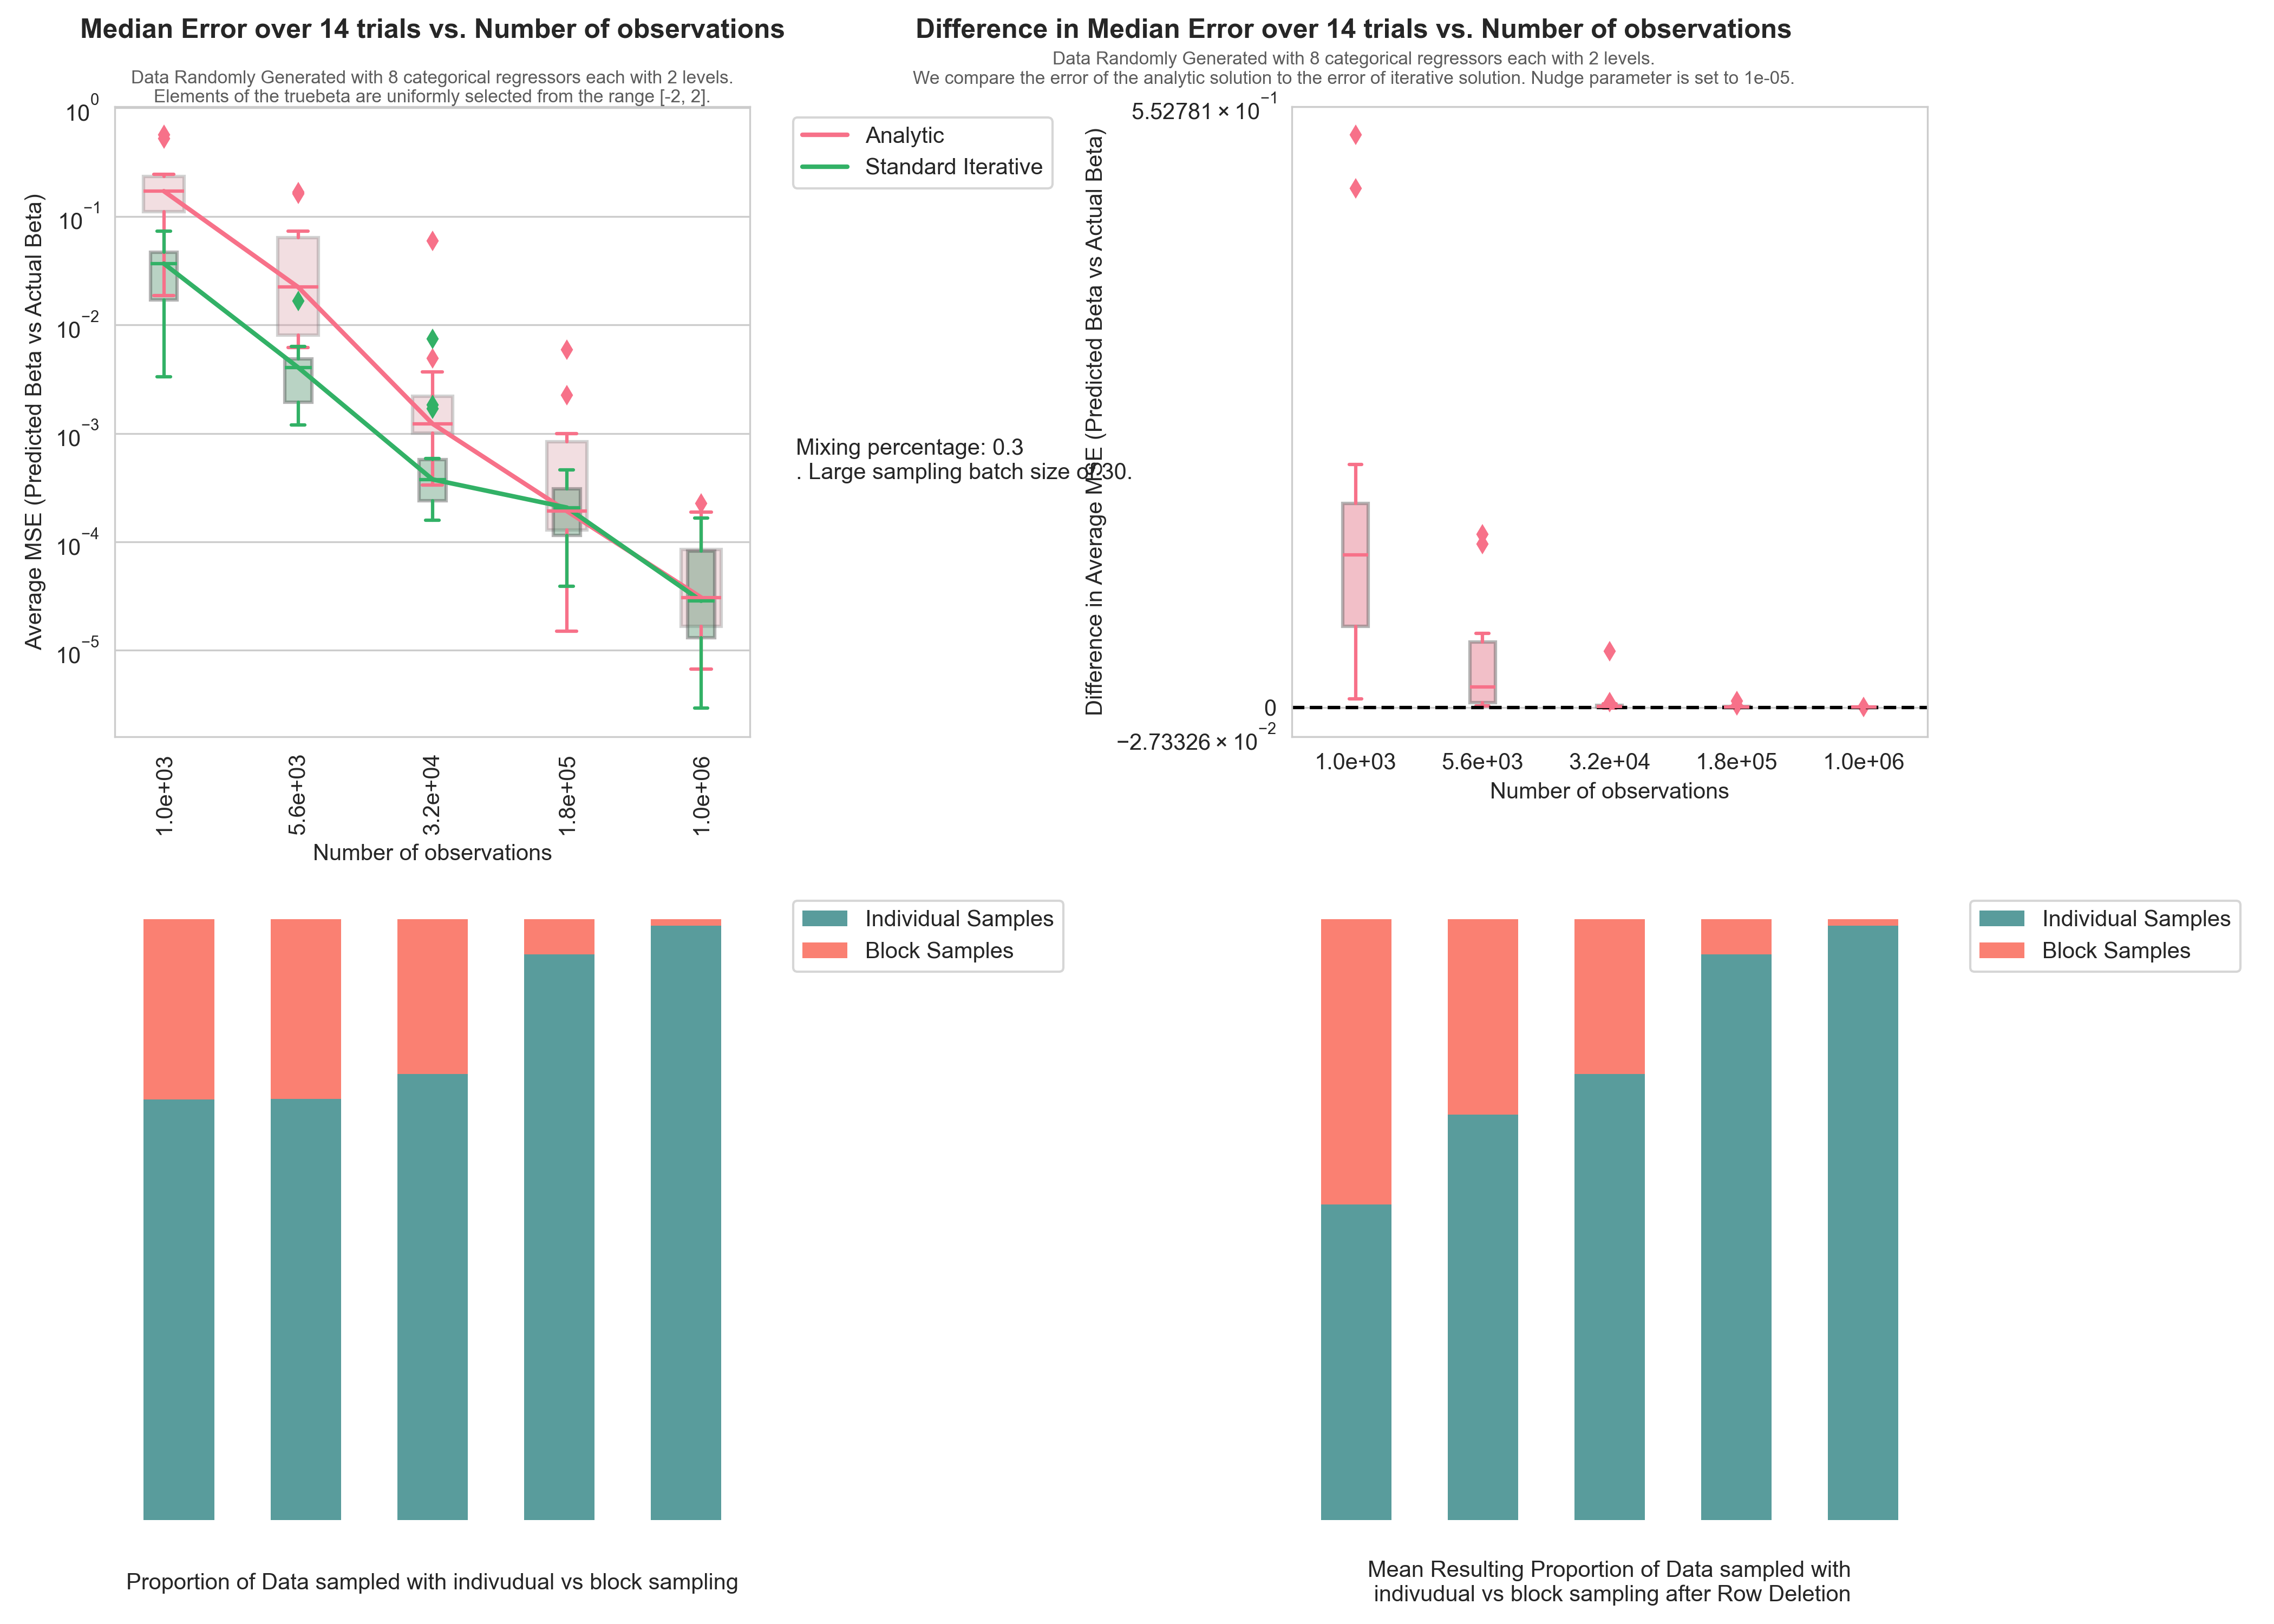 Median Error over 14 trials vs. Number of observations
Data Randomly Generated with 8 categorical regressors each with 2 levels.
Elements of the truebeta are uniformly selected from the range [-2, 2].
10^0
10^−1
10^−2
10^−3
10^−4
10^−5
Average MSE (Predicted Beta vs Actual Beta)
1.0e+03
5.6e+03
3.2e+04
1.8e+05
1.0e+06
Number of observations
Analytic
Standard Iterative
Mixing percentage: 0.3
. Large sampling batch size of 30.
Difference in Median Error over 14 trials vs. Number of observations
Data Randomly Generated with 8 categorical regressors each with 2 levels.
We compare the error of the analytic solution to the error of iterative solution. Nudge parameter is set to 1e-05.
5.52781 × 10^−1
0
−2.73326 × 10^−2
Difference in Average MSE (Predicted Beta vs Actual Beta)
1.0e+03
5.6e+03
3.2e+04
1.8e+05
1.0e+06
Number of observations
Individual Samples
Block Samples
Proportion of Data sampled with indivudual vs block sampling
Individual Samples
Block Samples
Mean Resulting Proportion of Data sampled with
indivudual vs block sampling after Row Deletion